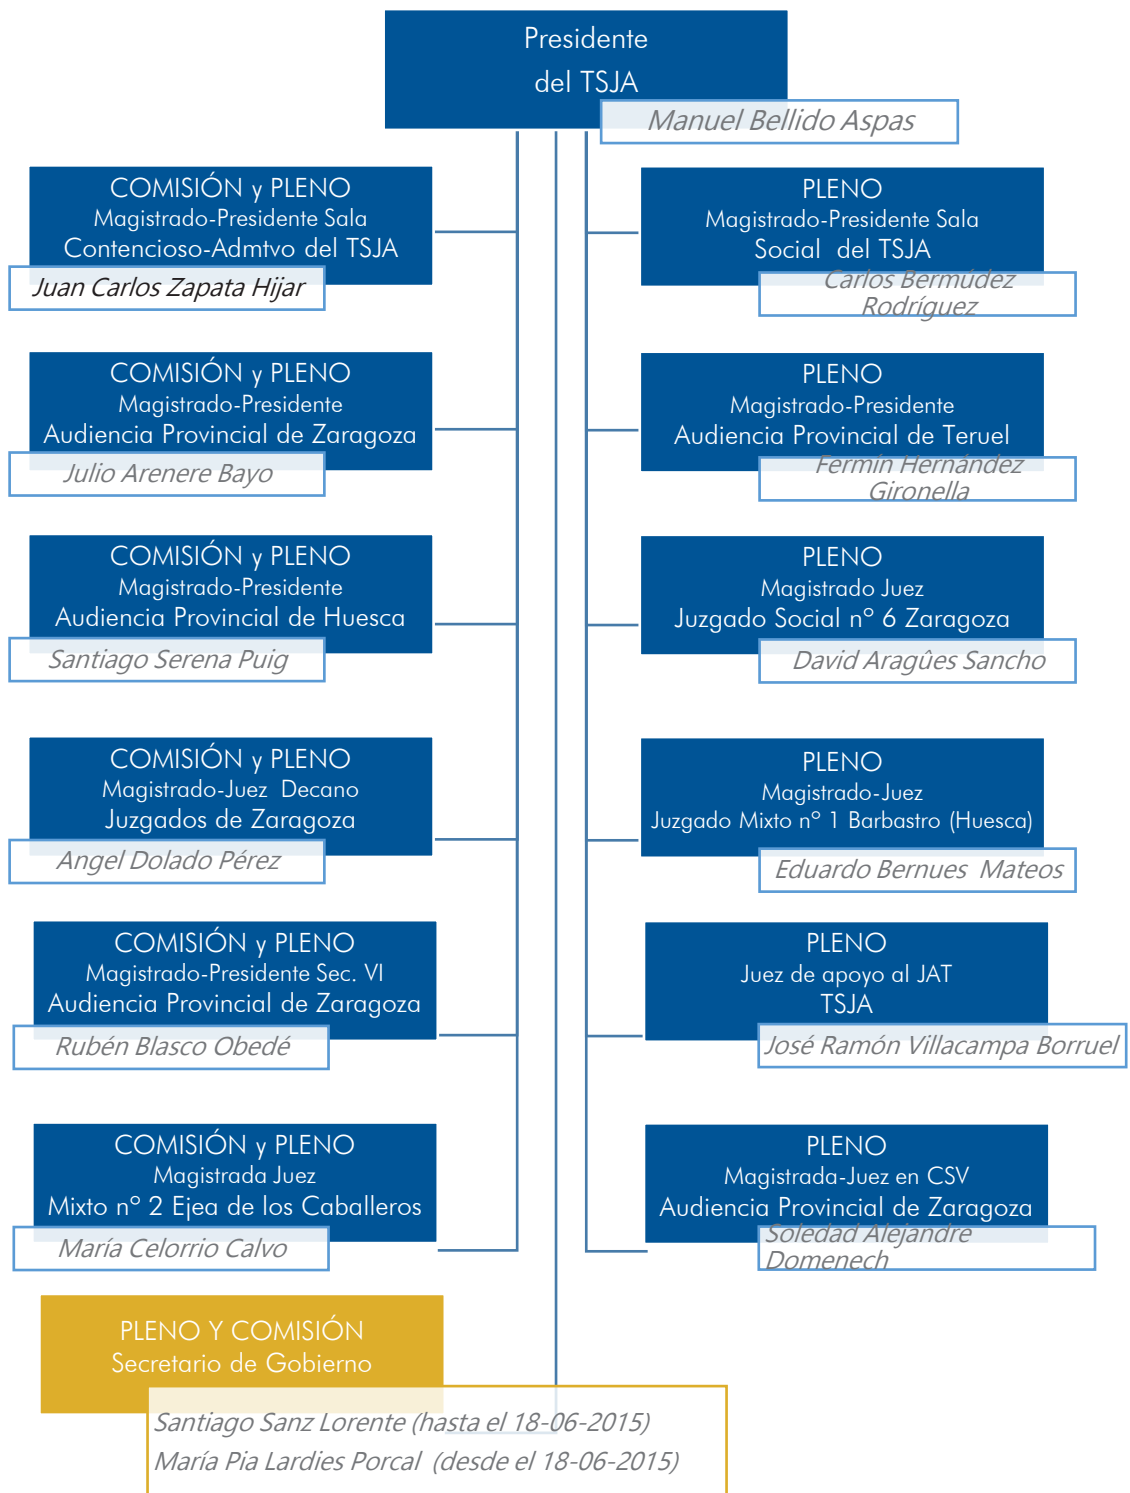 Presidente
del TSJA
Manuel Bellido Aspas
COMISIÓN y PLENO
Magistrado-Presidente Sala
Contencioso-Admtvo del TSJA
Juan Carlos Zapata Hijar
PLENO
Magistrado-Presidente Sala
Social del TSJA
Carlos Bermúdez
Rodríguez
COMISIÓN y PLENO
Magistrado-Presidente
Audiencia Provincial de Zaragoza
Julio Arenere Bayo
PLENO
Magistrado-Presidente
Audiencia Provincial de Teruel
Fermín Hernández
Gironella
COMISIÓN y PLENO
Magistrado-Presidente
Audiencia Provincial de Huesca
Santiago Serena Puig
PLENO
Magistrado Juez
Juzgado Social nº 6 Zaragoza
David Aragûes Sancho
COMISIÓN y PLENO
Magistrado-Juez Decano
Juzgados de Zaragoza
Angel Dolado Pérez
PLENO
Magistrado-Juez
Juzgado Mixto nº 1 Barbastro (Huesca)
Eduardo Bernues Mateos
COMISIÓN y PLENO
Magistrado-Presidente Sec. VI
Audiencia Provincial de Zaragoza
Rubén Blasco Obedé
PLENO
Juez de apoyo al JAT
TSJA
José Ramón Villacampa Borruel
COMISIÓN y PLENO
Magistrada Juez
Mixto nº 2 Ejea de los Caballeros
María Celorrio Calvo
PLENO
Magistrada-Juez en CSV
Audiencia Provincial de Zaragoza
Soledad Alejandre
Domenech
PLENO Y COMISIÓN
Secretario de Gobierno
Santiago Sanz Lorente (hasta el 18-06-2015)
María Pia Lardies Porcal (desde el 18-06-2015)